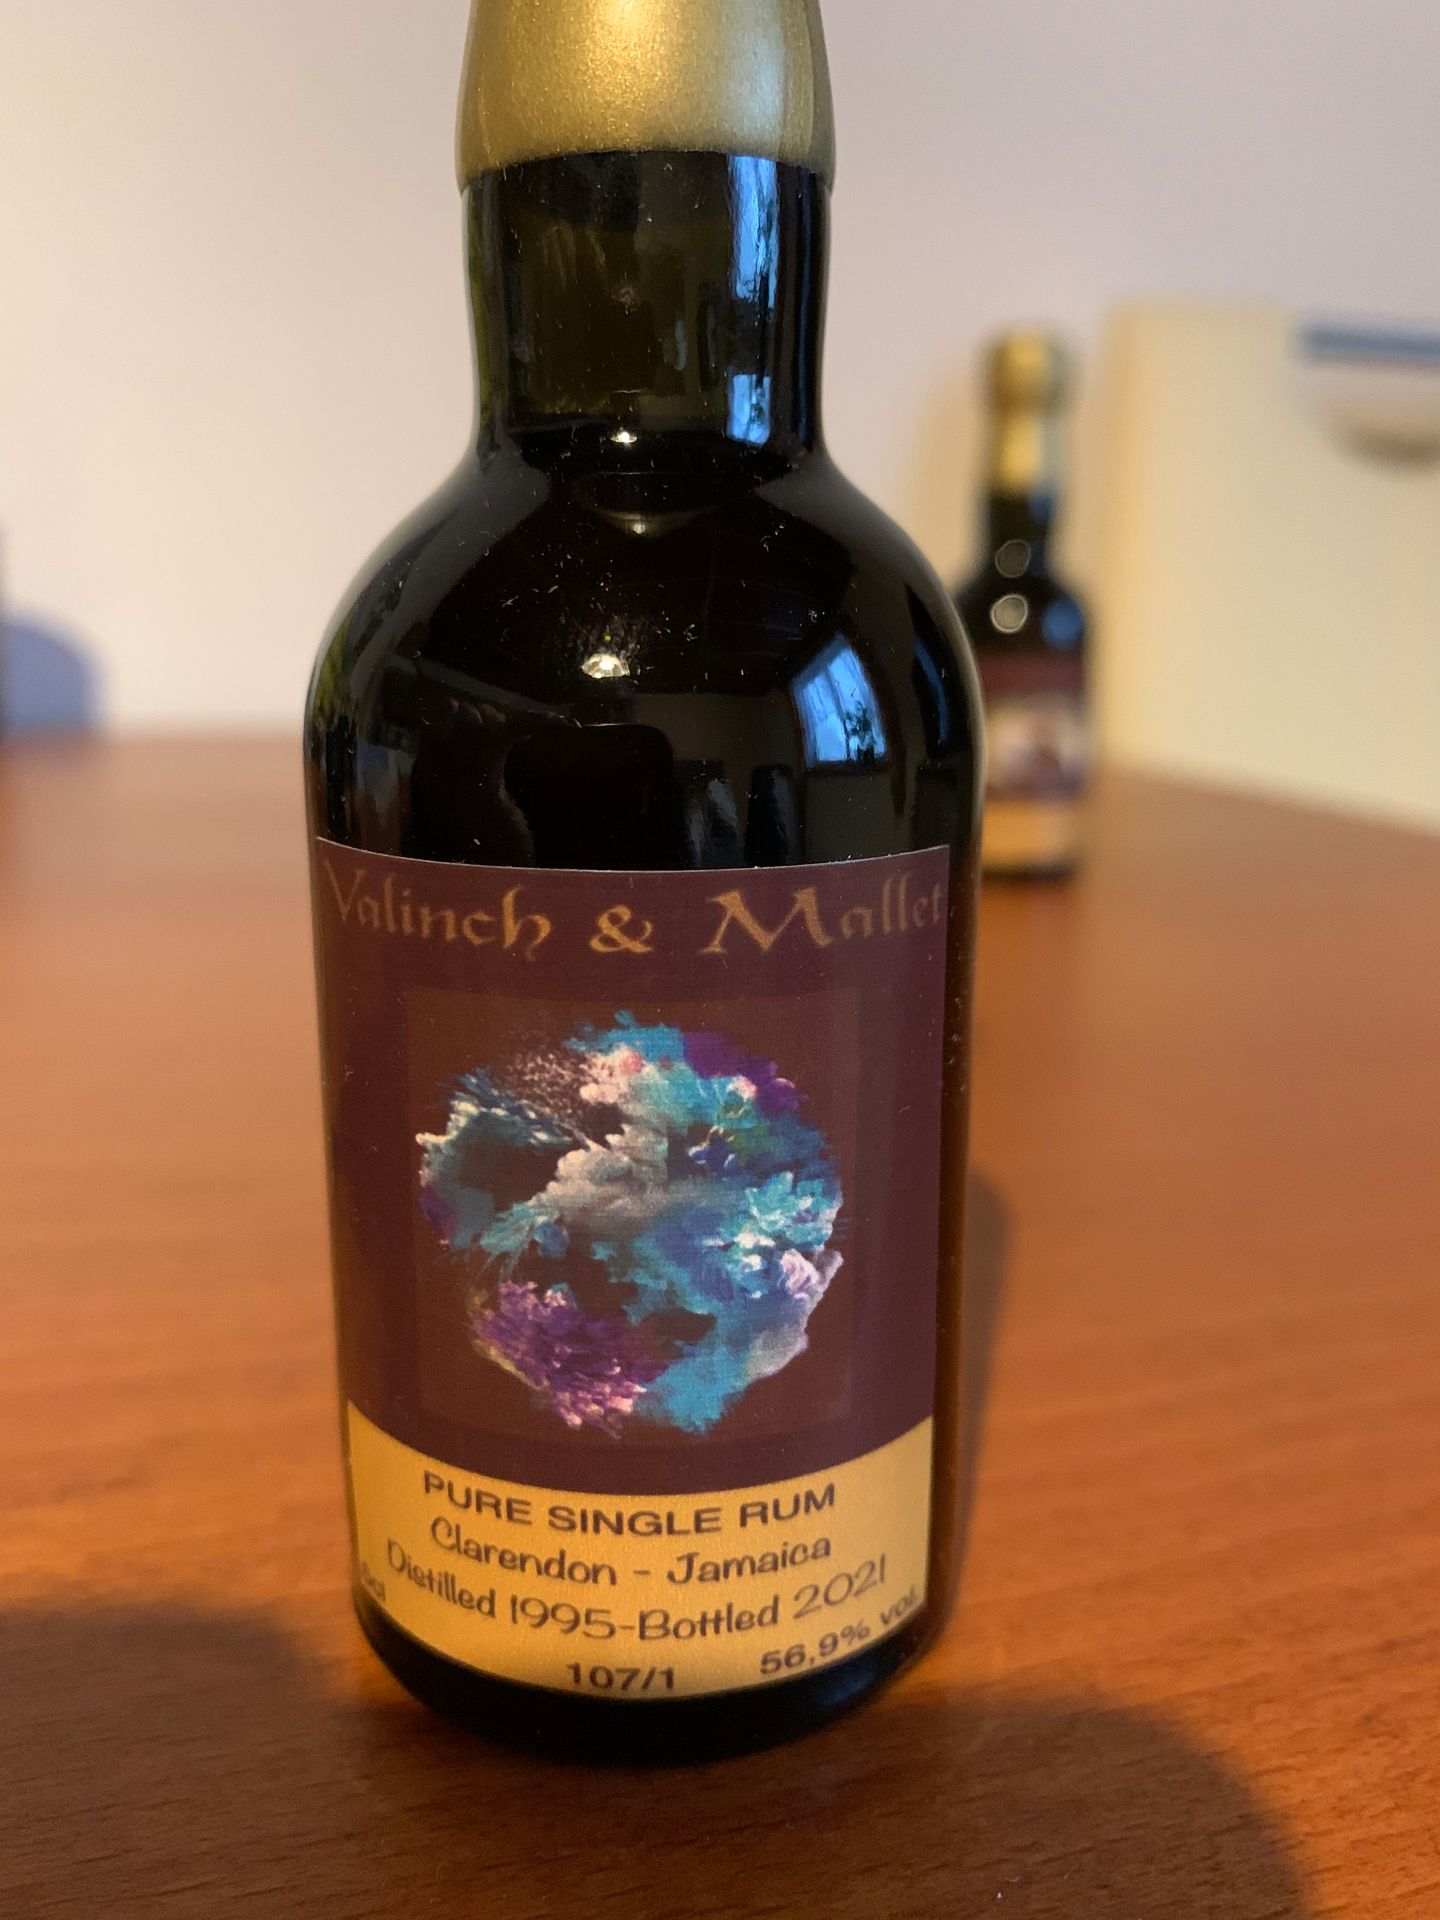 Valinch & Mallet
PURE SINGLE RUM
Clarendon - Jamaica
Distilled 1995-Bottled 2021
56,9% vol.
107/1